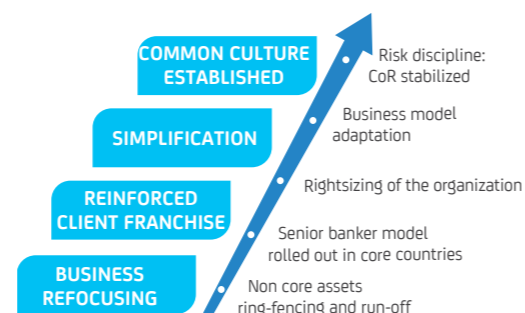 COMMON CULTURE
ESTABLISHED
Risk discipline:
CoR stabilized
SIMPLIFICATION
Business model
adaptation
REINFORCED
CLIENT FRANCHISE
Rightsizing of the organization
Senior banker model
rolled out in core countries
BUSINESS
REFOCUSING
Non core assets
ring-fencing and run-off